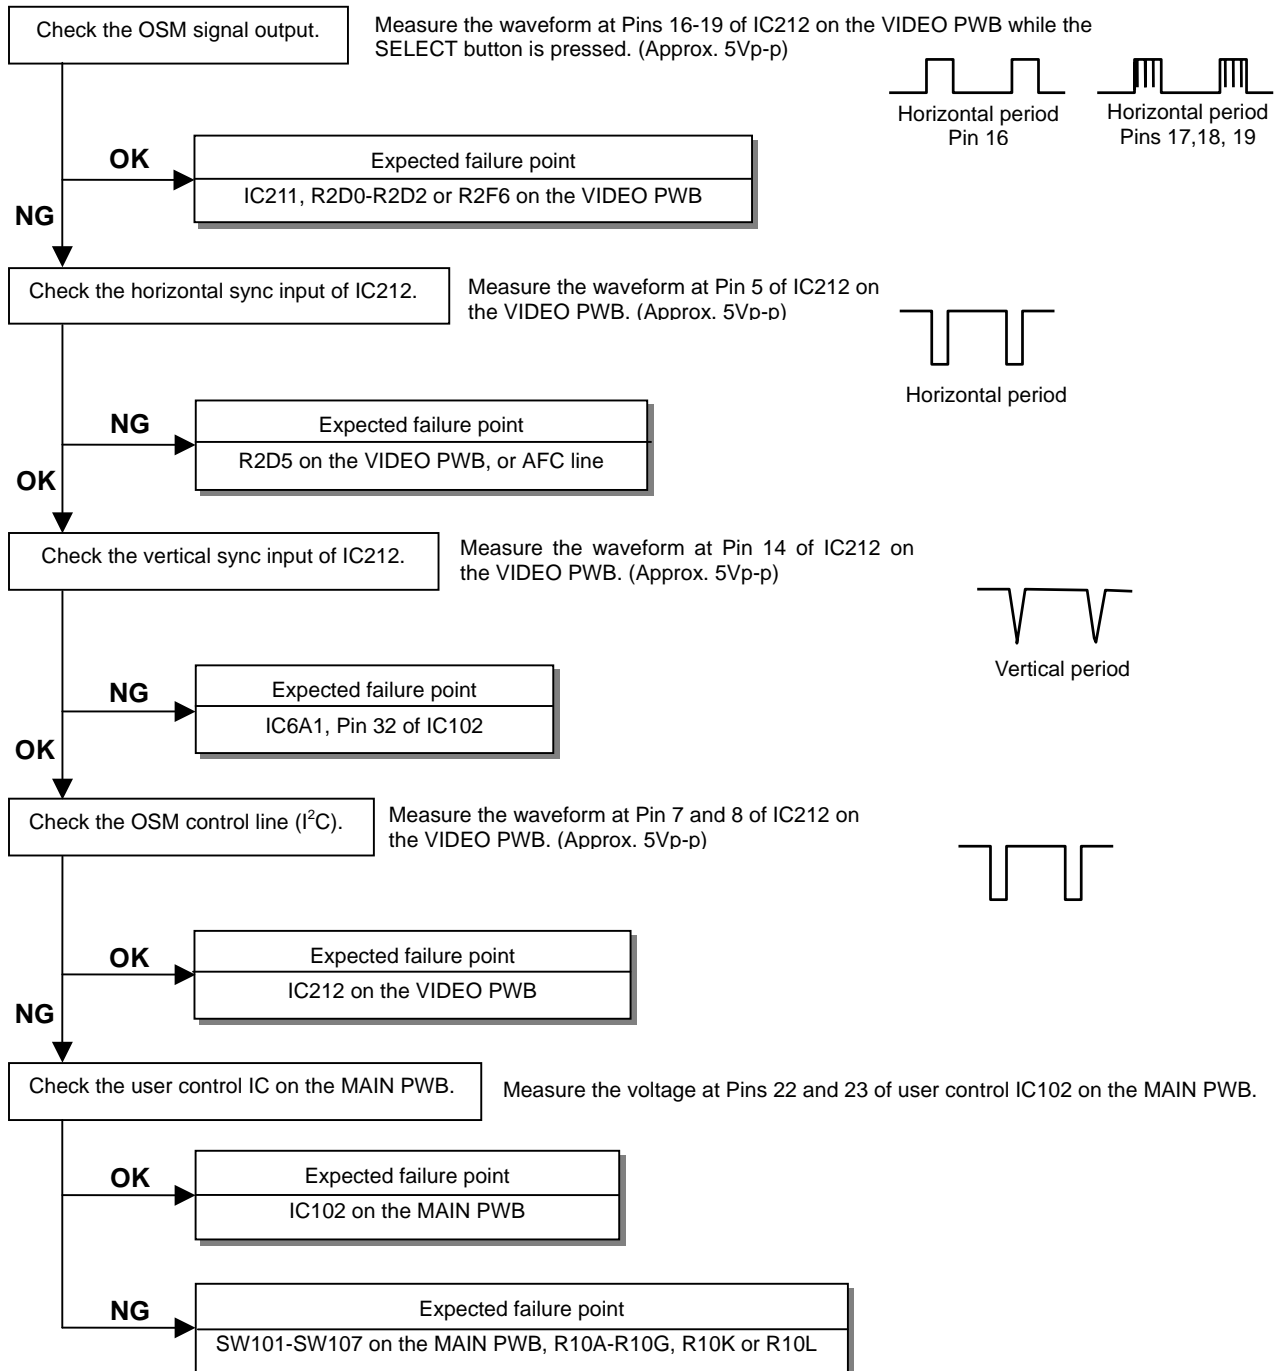 Check the OSM signal output.
Measure the waveform at Pins 16-19 of IC212 on the VIDEO PWB while the
SELECT button is pressed. (Approx. 5Vp-p)
Horizontal period
Pin 16
Horizontal period
Pins 17,18, 19
OK
Expected failure point
IC211, R2D0-R2D2 or R2F6 on the VIDEO PWB
NG
Check the horizontal sync input of IC212.
Measure the waveform at Pin 5 of IC212 on
the VIDEO PWB. (Approx. 5Vp-p)
Horizontal period
NG
Expected failure point
R2D5 on the VIDEO PWB, or AFC line
OK
Check the vertical sync input of IC212.
Measure the waveform at Pin 14 of IC212 on
the VIDEO PWB. (Approx. 5Vp-p)
Vertical period
NG
Expected failure point
IC6A1, Pin 32 of IC102
OK
Check the OSM control line (I²C).
Measure the waveform at Pin 7 and 8 of IC212 on
the VIDEO PWB. (Approx. 5Vp-p)
OK
Expected failure point
IC212 on the VIDEO PWB
NG
Check the user control IC on the MAIN PWB.
Measure the voltage at Pins 22 and 23 of user control IC102 on the MAIN PWB.
OK
Expected failure point
IC102 on the MAIN PWB
NG
Expected failure point
SW101-SW107 on the MAIN PWB, R10A-R10G, R10K or R10L